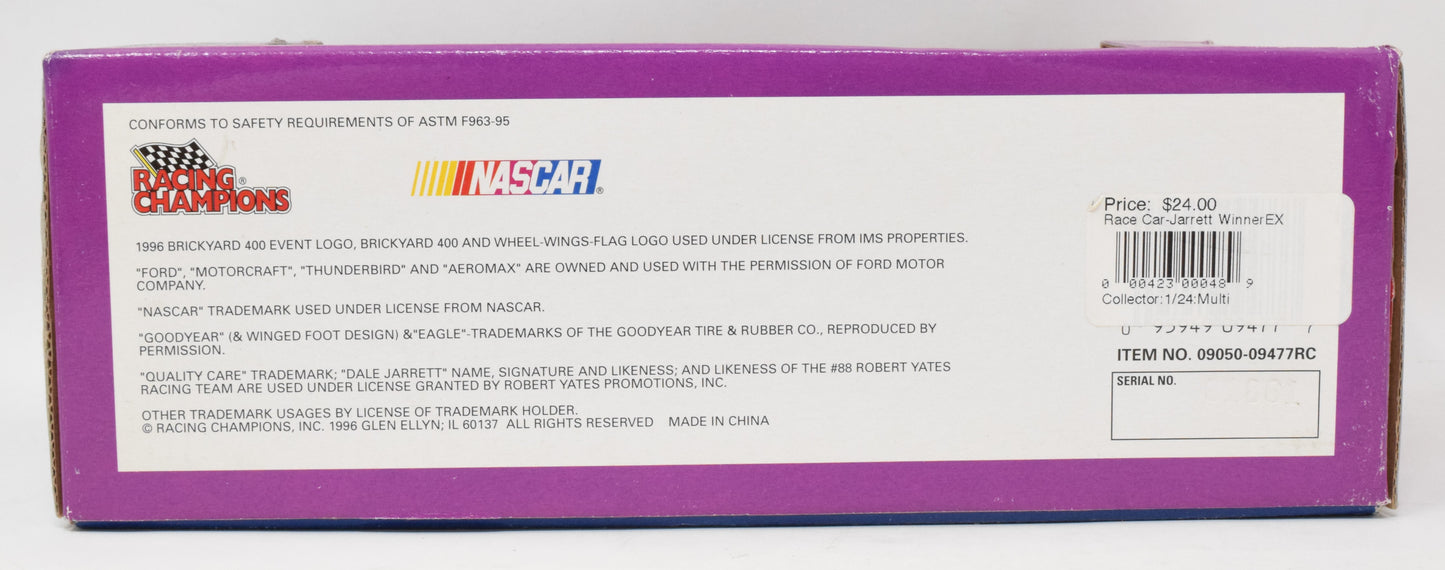 CONFORMS TO SAFETY REQUIREMENTS OF ASTM F963-95
RACING ®
CHAMPIONS
NASCAR ®
1996 BRICKYARD 400 EVENT LOGO, BRICKYARD 400 AND WHEEL-WINGS-FLAG LOGO USED UNDER LICENSE FROM IMS PROPERTIES.
"FORD", "MOTORCRAFT", "THUNDERBIRD" AND "AEROMAX" ARE OWNED AND USED WITH THE PERMISSION OF FORD MOTOR
COMPANY.
"NASCAR" TRADEMARK USED UNDER LICENSE FROM NASCAR.
"GOODYEAR" (& WINGED FOOT DESIGN) &"EAGLE"-TRADEMARKS OF THE GOODYEAR TIRE & RUBBER CO., REPRODUCED BY
PERMISSION.
"QUALITY CARE" TRADEMARK; "DALE JARRETT" NAME, SIGNATURE AND LIKENESS; AND LIKENESS OF THE #88 ROBERT YATES
RACING TEAM ARE USED UNDER LICENSE GRANTED BY ROBERT YATES PROMOTIONS, INC.
OTHER TRADEMARK USAGES BY LICENSE OF TRADEMARK HOLDER.
© RACING CHAMPIONS, INC. 1996 GLEN ELLYN; IL 60137 ALL RIGHTS RESERVED MADE IN CHINA
Price: $24.00
Race Car-Jarrett WinnerEX
0 00423 00048 9
Collector:1/24:Multi
0 95949 09477 7
ITEM NO. 09050-09477RC
SERIAL NO.